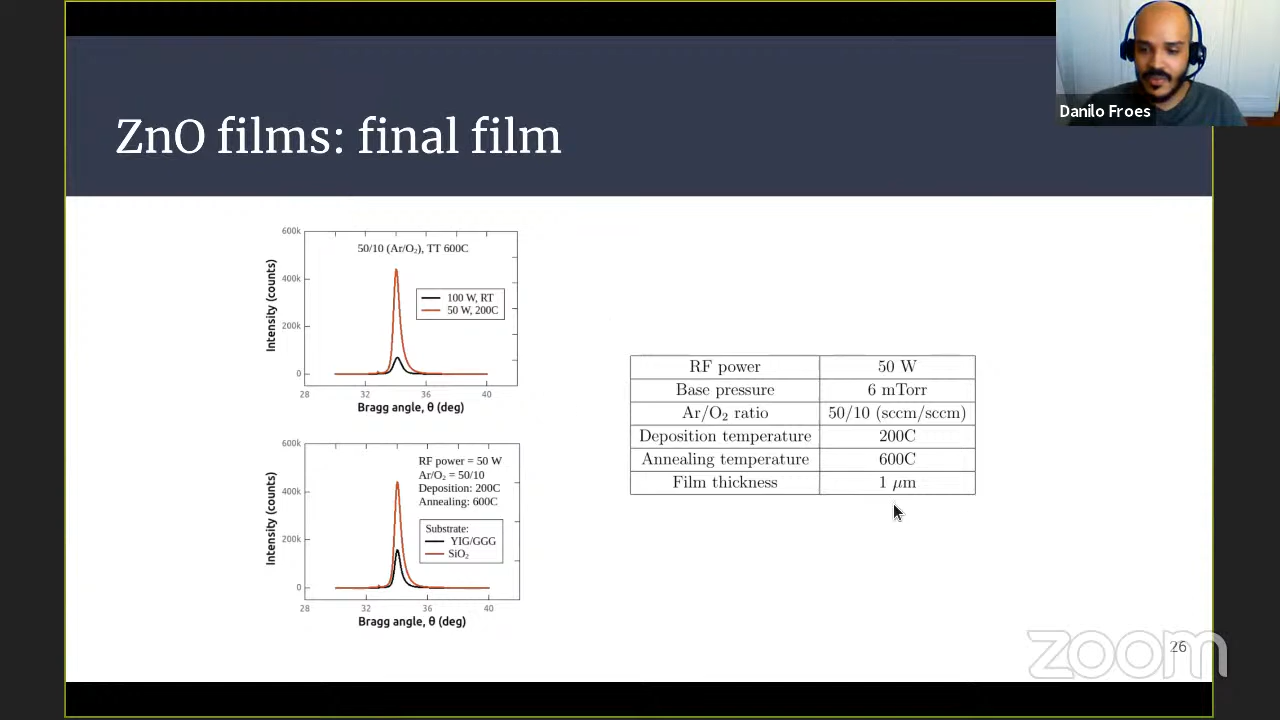 Danilo Froes
ZnO films: final film
600k
400k
200k
0
50/10 (Ar/O₂), TT 600C
100 W, RT
50 W, 200C
28 32 36 40
Intensity (counts)
Bragg angle, θ (deg)
600k
400k
200k
0
RF power = 50 W
Ar/O₂ = 50/10
Deposition: 200C
Annealing: 600C
Substrate:
YIG/GGG
SiO₂
28 32 36 40
Intensity (counts)
Bragg angle, θ (deg)
RF power 50 W
Base pressure 6 mTorr
Ar/O₂ ratio 50/10 (sccm/sccm)
Deposition temperature 200C
Annealing temperature 600C
Film thickness 1 μm
26
zoom